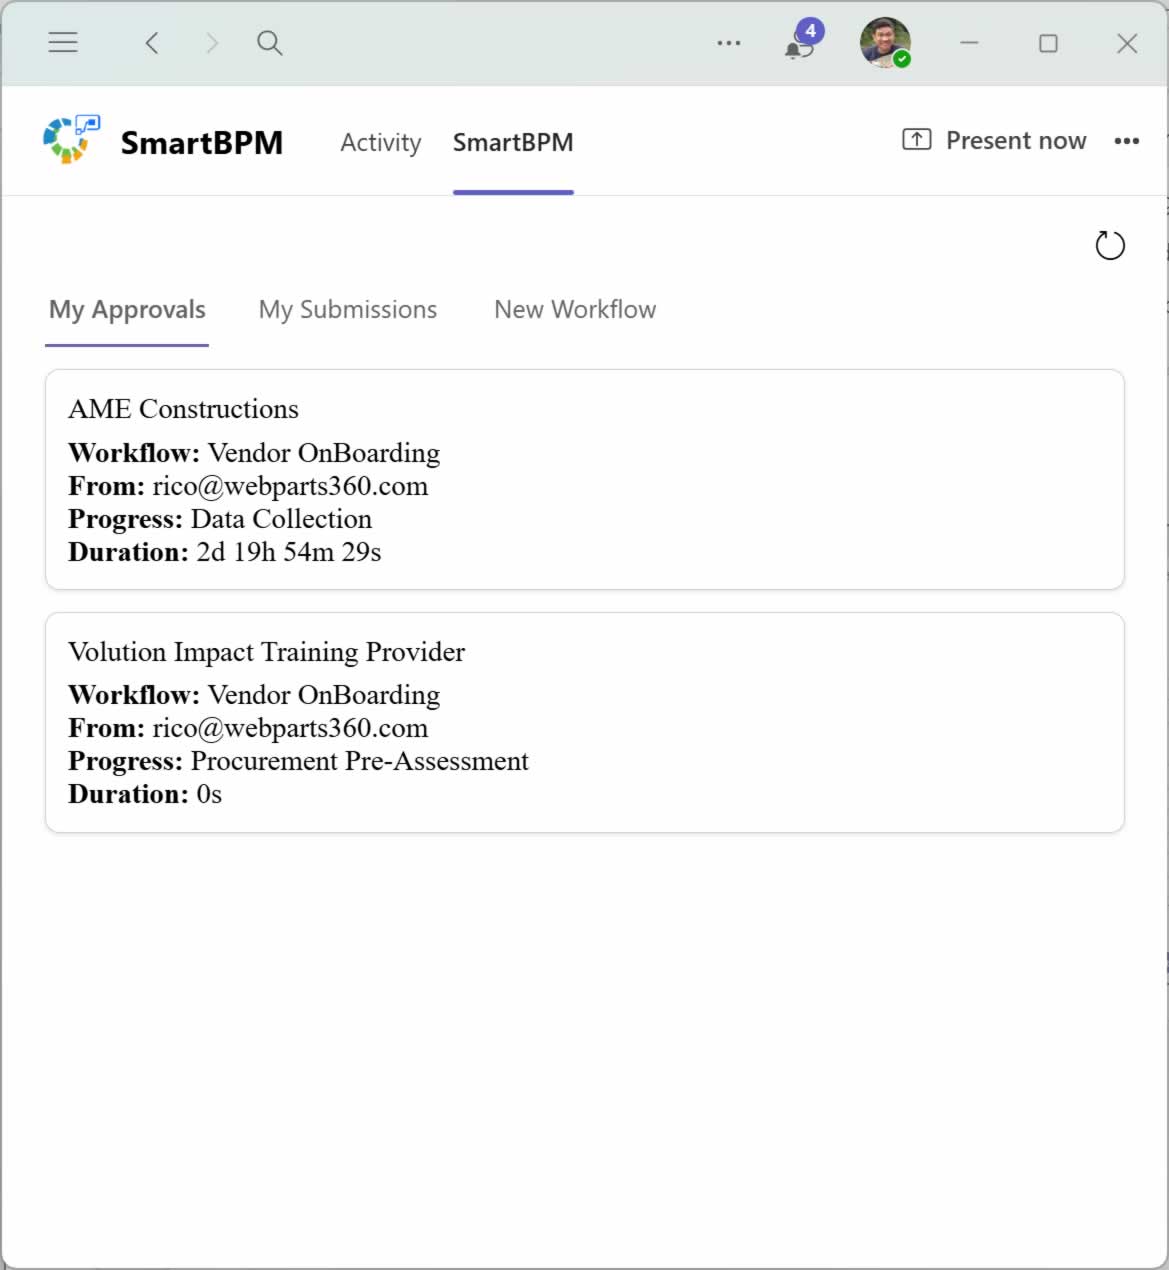 4
SmartBPM Activity SmartBPM Present now
My Approvals My Submissions New Workflow
AME Constructions
Workflow: Vendor OnBoarding
From: rico@webparts360.com
Progress: Data Collection
Duration: 2d 19h 54m 29s
Volution Impact Training Provider
Workflow: Vendor OnBoarding
From: rico@webparts360.com
Progress: Procurement Pre-Assessment
Duration: 0s